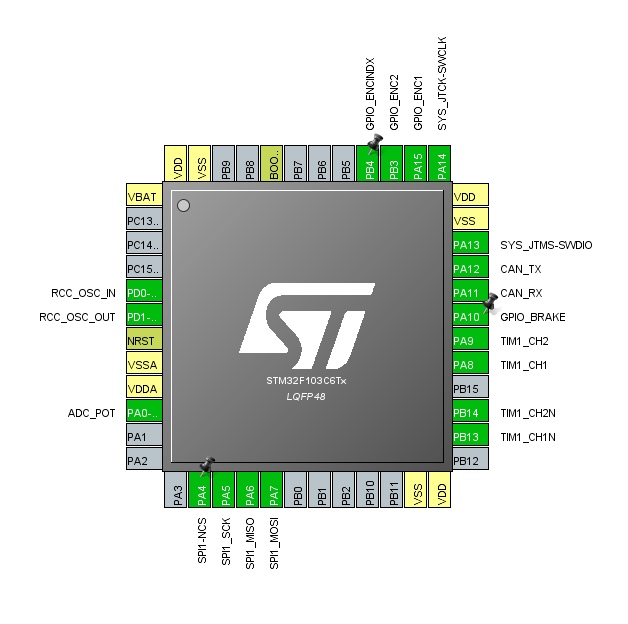 GPIO_ENCINDX
GPIO_ENC2
GPIO_ENC1
SYS_JTCK-SWCLK
VDD
VSS
PB9
PB8
BOO..
PB7
PB6
PB5
PB4
PB3
PA15
PA14
VBAT
PC13..
PC14..
PC15..
RCC_OSC_IN PD0-..
RCC_OSC_OUT PD1-..
NRST
VSSA
VDDA
ADC_POT PA0-..
PA1
PA2
ST
STM32F103C6Tx
LQFP48
VDD
VSS
PA13 SYS_JTMS-SWDIO
PA12 CAN_TX
PA11 CAN_RX
PA10 GPIO_BRAKE
PA9 TIM1_CH2
PA8 TIM1_CH1
PB15
PB14 TIM1_CH2N
PB13 TIM1_CH1N
PB12
PA3
PA4
PA5
PA6
PA7
PB0
PB1
PB2
PB10
PB11
VSS
VDD
SPI1-NCS
SPI1_SCK
SPI1_MISO
SPI1_MOSI